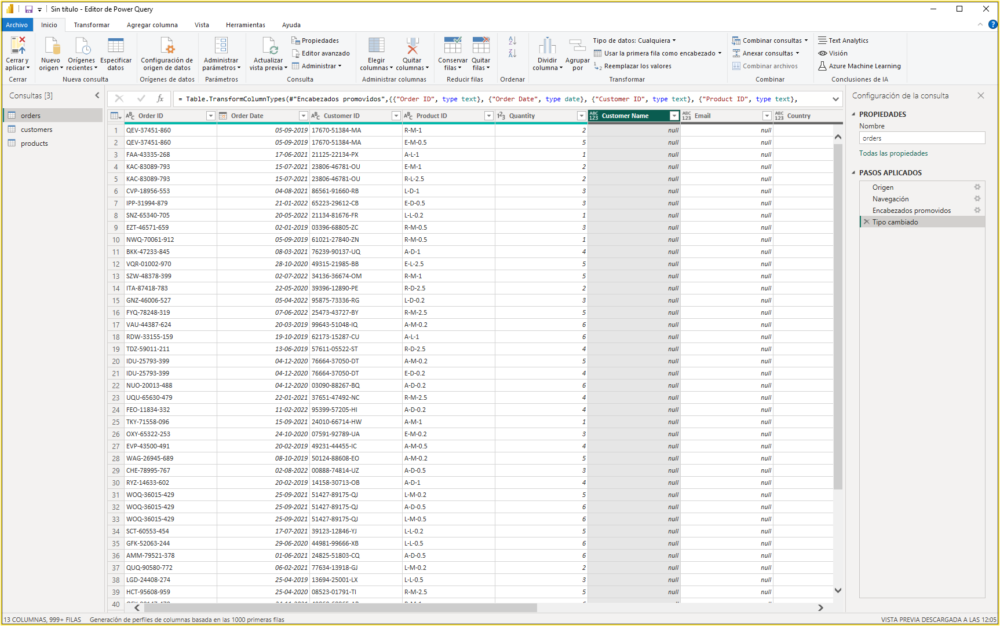 Sin título - Editor de Power Query
Archivo Inicio Transformar Agregar columna Vista Herramientas Ayuda
Cerrar y aplicar
Nuevo origen
Orígenes recientes
Especificar datos
Configuración de origen de datos
Administrar parámetros
Actualizar vista previa
Propiedades
Editor avanzado
Administrar
Elegir columnas
Quitar columnas
Conservar filas
Quitar filas
Dividir columna
Agrupar por
Tipo de datos: Cualquiera
Usar la primera fila como encabezado
Reemplazar los valores
Combinar consultas
Anexar consultas
Combinar archivos
Text Analytics
Visión
Azure Machine Learning
Cerrar Nueva consulta Orígenes de datos Parámetros Consulta Administrar columnas Reducir filas Ordenar Transformar Combinar Conclusiones de IA
Consultas [3]
orders
customers
products
= Table.TransformColumnTypes(#"Encabezados promovidos",{{"Order ID", type text}, {"Order Date", type date}, {"Customer ID", type text}, {"Product ID", type text},
Order ID Order Date Customer ID Product ID Quantity Customer Name Email Country
1 QEV-37451-860 05-09-2019 17670-51384-MA R-M-1 2 null null
2 QEV-37451-860 05-09-2019 17670-51384-MA E-M-0.5 5 null null
3 FAA-43335-268 17-06-2021 21125-22134-PX A-L-1 1 null null
4 KAC-83089-793 15-07-2021 23806-46781-OU E-M-1 2 null null
5 KAC-83089-793 15-07-2021 23806-46781-OU R-L-2.5 2 null null
6 CVP-18956-553 04-08-2021 86561-91660-RB L-D-1 3 null null
7 IPP-31994-879 21-01-2022 65223-29612-CB E-D-0.5 3 null null
8 SNZ-65340-705 20-05-2022 21134-81676-FR L-L-0.2 1 null null
9 EZT-46571-659 02-01-2019 03396-68805-ZC R-M-0.5 3 null null
10 NWQ-70061-912 05-09-2019 61021-27840-ZN R-M-0.5 1 null null
11 BKK-47233-845 08-03-2021 76239-90137-UQ A-D-1 4 null null
12 VQR-01002-970 28-10-2020 49315-21985-BB E-L-2.5 5 null null
13 SZW-48378-399 02-07-2022 34136-36674-OM R-M-1 5 null null
14 ITA-87418-783 22-05-2020 39396-12890-PE R-D-2.5 2 null null
15 GNZ-46006-527 05-04-2022 95875-73336-RG L-D-0.2 3 null null
16 FYQ-78248-319 07-06-2022 25473-43727-BY R-M-2.5 5 null null
17 VAU-44387-624 20-03-2019 99643-51048-IQ A-M-0.2 6 null null
18 RDW-33155-159 19-10-2019 62173-15287-CU A-L-1 6 null null
19 TDZ-59011-211 13-06-2019 57611-05522-ST R-D-2.5 4 null null
20 IDU-25793-399 04-12-2020 76664-37050-DT A-M-0.2 5 null null
21 IDU-25793-399 04-12-2020 76664-37050-DT E-D-0.2 4 null null
22 NUO-20013-488 04-12-2020 03090-88267-BQ A-D-0.2 6 null null
23 UQU-65630-479 22-01-2021 37651-47492-NC R-M-2.5 4 null null
24 FEO-11834-332 11-02-2022 95399-57205-HI A-D-0.2 4 null null
25 TKY-71558-096 15-09-2021 24010-66714-HW A-M-1 1 null null
26 OXY-65322-253 24-10-2020 07591-92789-UA E-M-0.2 3 null null
27 EVP-43500-491 20-02-2019 49231-44455-IC A-M-0.5 4 null null
28 WAG-26945-689 08-10-2019 50124-88608-EO A-M-0.2 5 null null
29 CHE-78995-767 02-08-2022 00888-74814-UZ A-D-0.5 3 null null
30 RYZ-14633-602 20-02-2019 14158-30713-OB A-D-1 4 null null
31 WOQ-36015-429 25-09-2021 51427-89175-QJ L-M-0.2 5 null null
32 WOQ-36015-429 25-09-2021 51427-89175-QJ A-D-0.5 6 null null
33 WOQ-36015-429 25-09-2021 51427-89175-QJ L-M-0.5 6 null null
34 SCT-60553-454 17-07-2021 39123-12846-YJ L-L-0.2 5 null null
35 GFK-52063-244 29-06-2020 44981-99666-XB L-L-0.5 6 null null
36 AMM-79521-378 01-06-2021 24825-51803-CQ A-D-0.5 6 null null
37 QUQ-90580-772 06-02-2021 77634-13918-GJ L-M-0.2 2 null null
38 LGD-24408-274 25-04-2019 13694-25001-LX L-L-0.5 3 null null
39 HCT-95608-959 25-04-2020 08523-01791-TI R-M-2.5 5 null null
40
Configuración de la consulta
PROPIEDADES
Nombre
orders
Todas las propiedades
PASOS APLICADOS
Origen
Navegación
Encabezados promovidos
Tipo cambiado
13 COLUMNAS, 999+ FILAS Generación de perfiles de columnas basada en las 1000 primeras filas VISTA PREVIA DESCARGADA A LAS 12:05